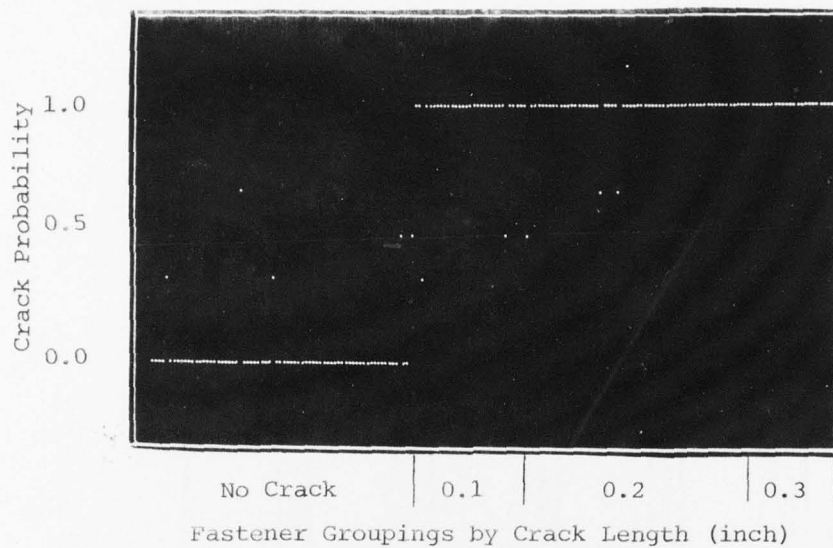 1.0
0.5
0.0
Crack Probability
No Crack 0.1 0.2 0.3
Fastener Groupings by Crack Length (inch)